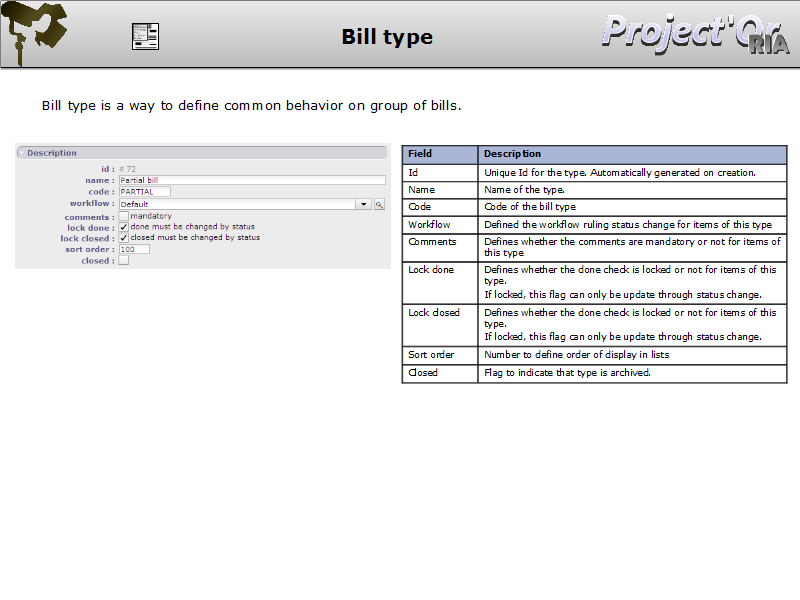 Bill type
Project'Or
RIA
Bill type is a way to define common behavior on group of bills.
Description
id : # 72
name : Partial bill
code : PARTIAL
workflow : Default
comments : mandatory
lock done : done must be changed by status
lock closed : closed must be changed by status
sort order : 100
closed :
Field Description
Id Unique Id for the type. Automatically generated on creation.
Name Name of the type.
Code Code of the bill type
Workflow Defined the workflow ruling status change for items of this type
Comments Defines whether the comments are mandatory or not for items of
this type
Lock done Defines whether the done check is locked or not for items of this
type.
If locked, this flag can only be update through status change.
Lock closed Defines whether the done check is locked or not for items of this
type.
If locked, this flag can only be update through status change.
Sort order Number to define order of display in lists
Closed Flag to indicate that type is archived.